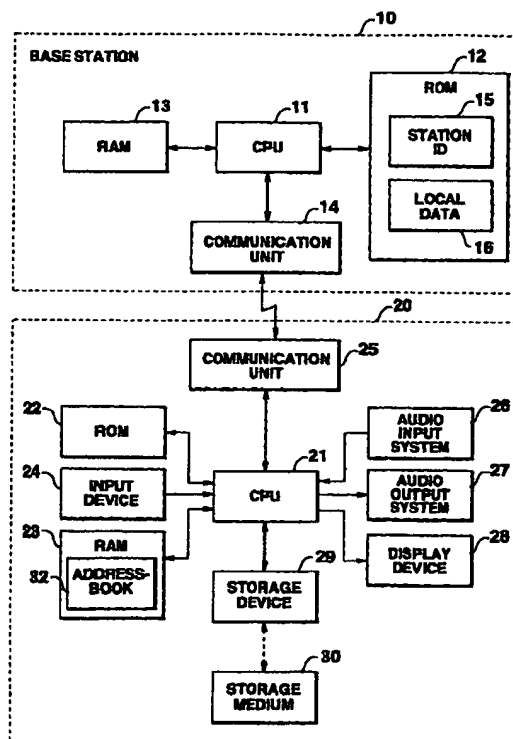 10
BASE STATION
12
ROM
13
RAM
11
CPU
15
STATION
ID
LOCAL
DATA
16
14
COMMUNICATION
UNIT
20
COMMUNICATION
UNIT
25
22
ROM
24
INPUT
DEVICE
23
RAM
32
ADDRESS-
BOOK
21
CPU
26
AUDIO
INPUT
SYSTEM
27
AUDIO
OUTPUT
SYSTEM
28
DISPLAY
DEVICE
29
STORAGE
DEVICE
30
STORAGE
MEDIUM